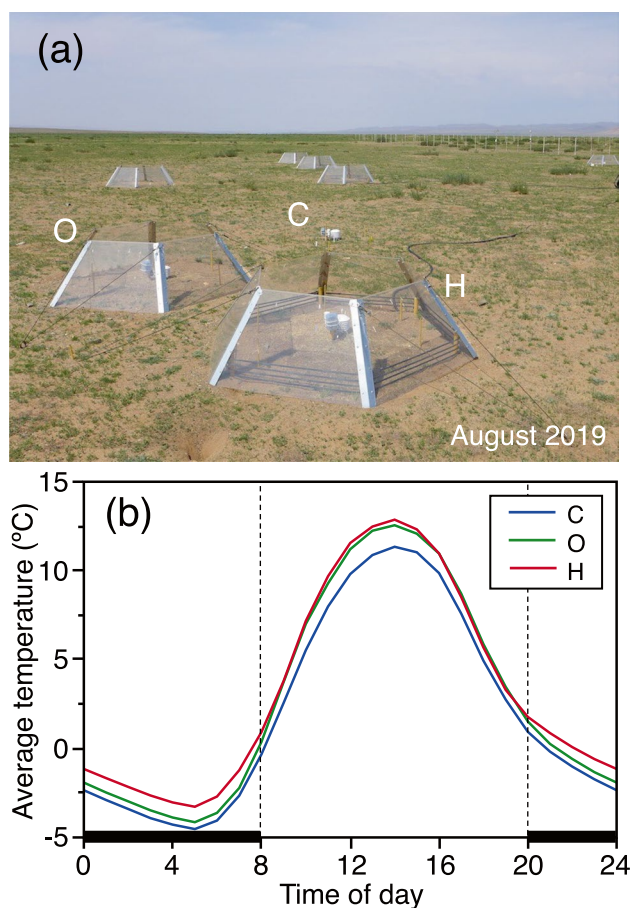 (a)
O
C
H
August 2019
(b)
Average temperature (ºC)
15
10
5
0
-5
C
O
H
0
4
8
12
16
20
24
Time of day